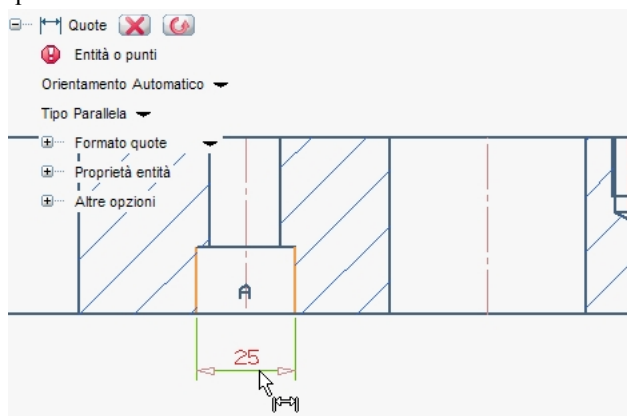 Quote
Entità o punti
Orientamento Automatico
Tipo Parallela
Formato quote
Proprietà entità
Altre opzioni
A
25